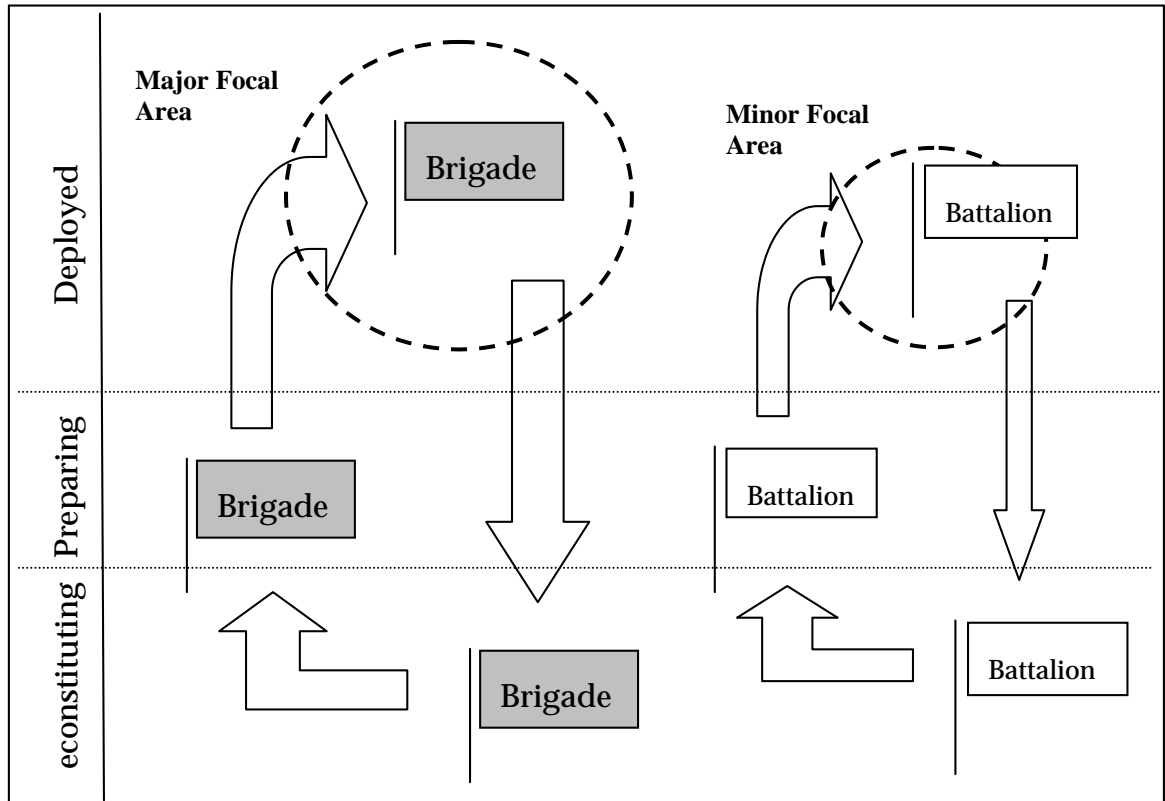 Major Focal
Area
Brigade
Minor Focal
Area
Battalion
Deployed
Brigade
Battalion
Preparing
Brigade
Battalion
econstituting